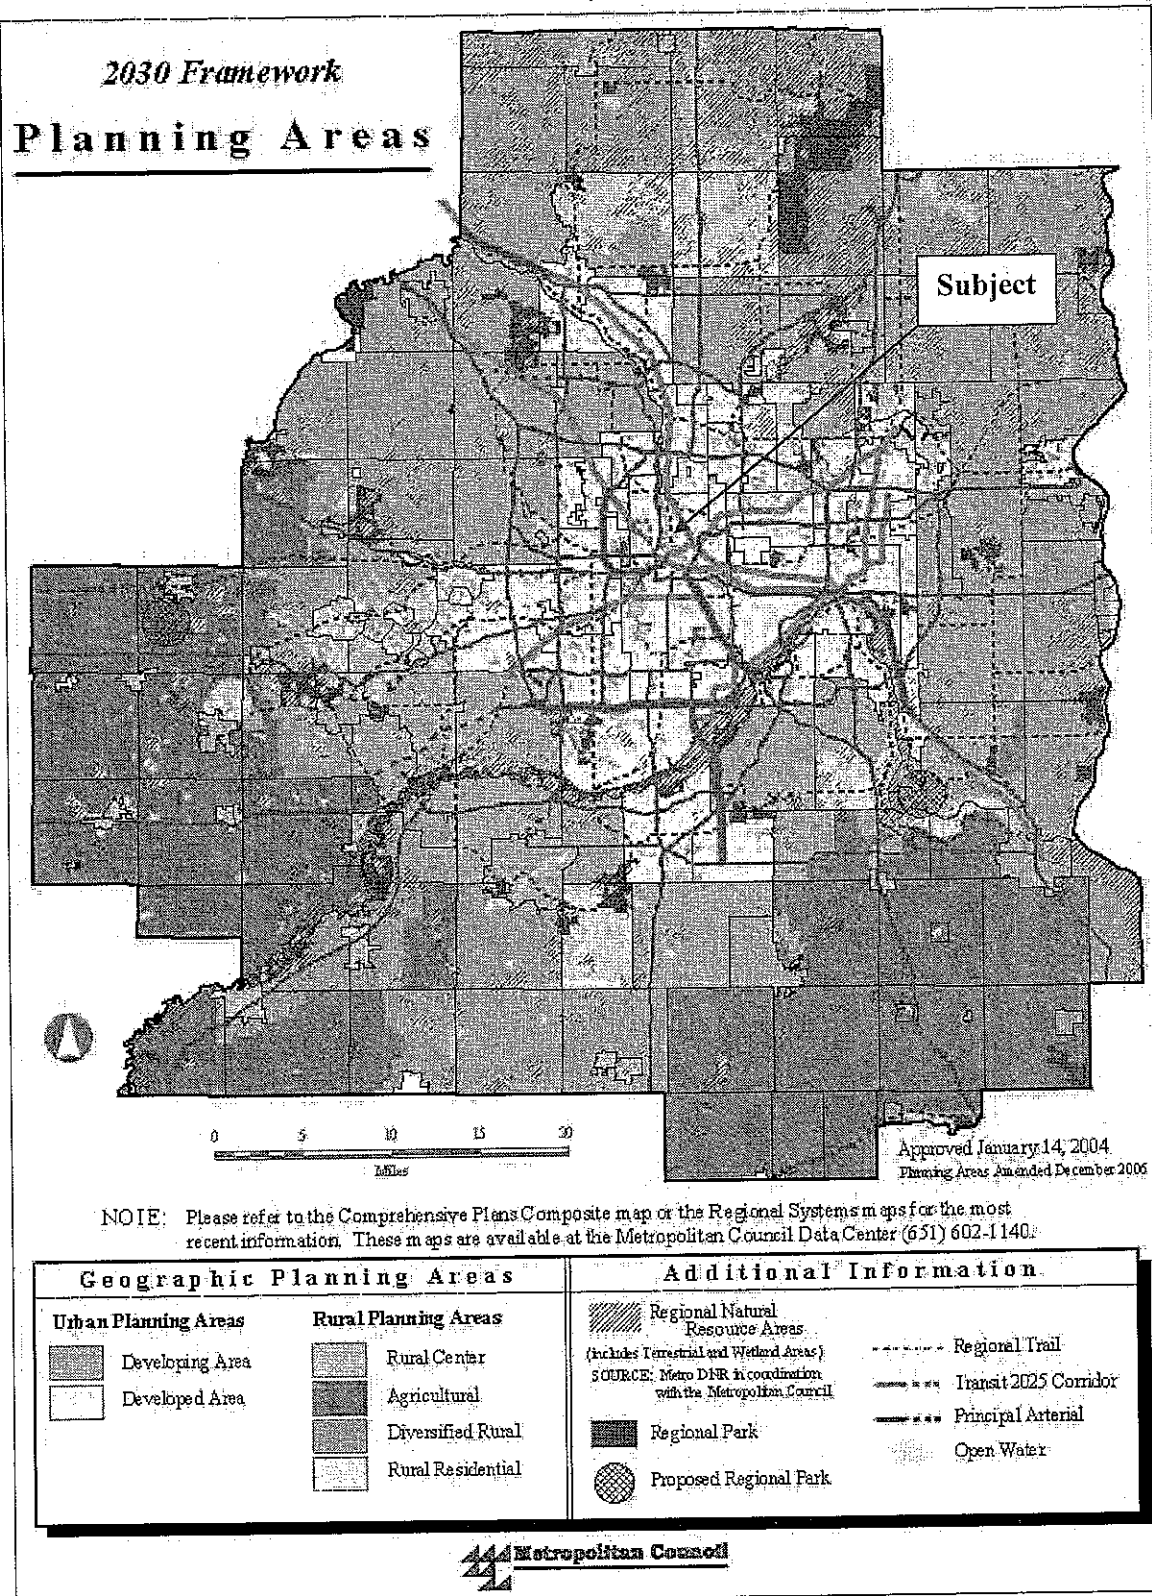 2030 Framework
Planning Areas
Subject
0 5 10 15 20
Miles
Approved January 14, 2004
Planning Areas Amended December 2006
NOTE: Please refer to the Comprehensive Plans Composite map or the Regional Systems maps for the most
recent information. These maps are available at the Metropolitan Council Data Center (651) 602-1140.
Geographic Planning Areas
Urban Planning Areas
Developing Area
Developed Area
Rural Planning Areas
Rural Center
Agricultural
Diversified Rural
Rural Residential
Additional Information
Regional Natural
Resource Areas
(Includes Terrestrial and Wetland Areas)
SOURCE: Metro DNR in coordination
with the Metropolitan Council
Regional Park
Proposed Regional Park
Regional Trail
Transit 2025 Corridor
Principal Arterial
Open Water
Metropolitan Council